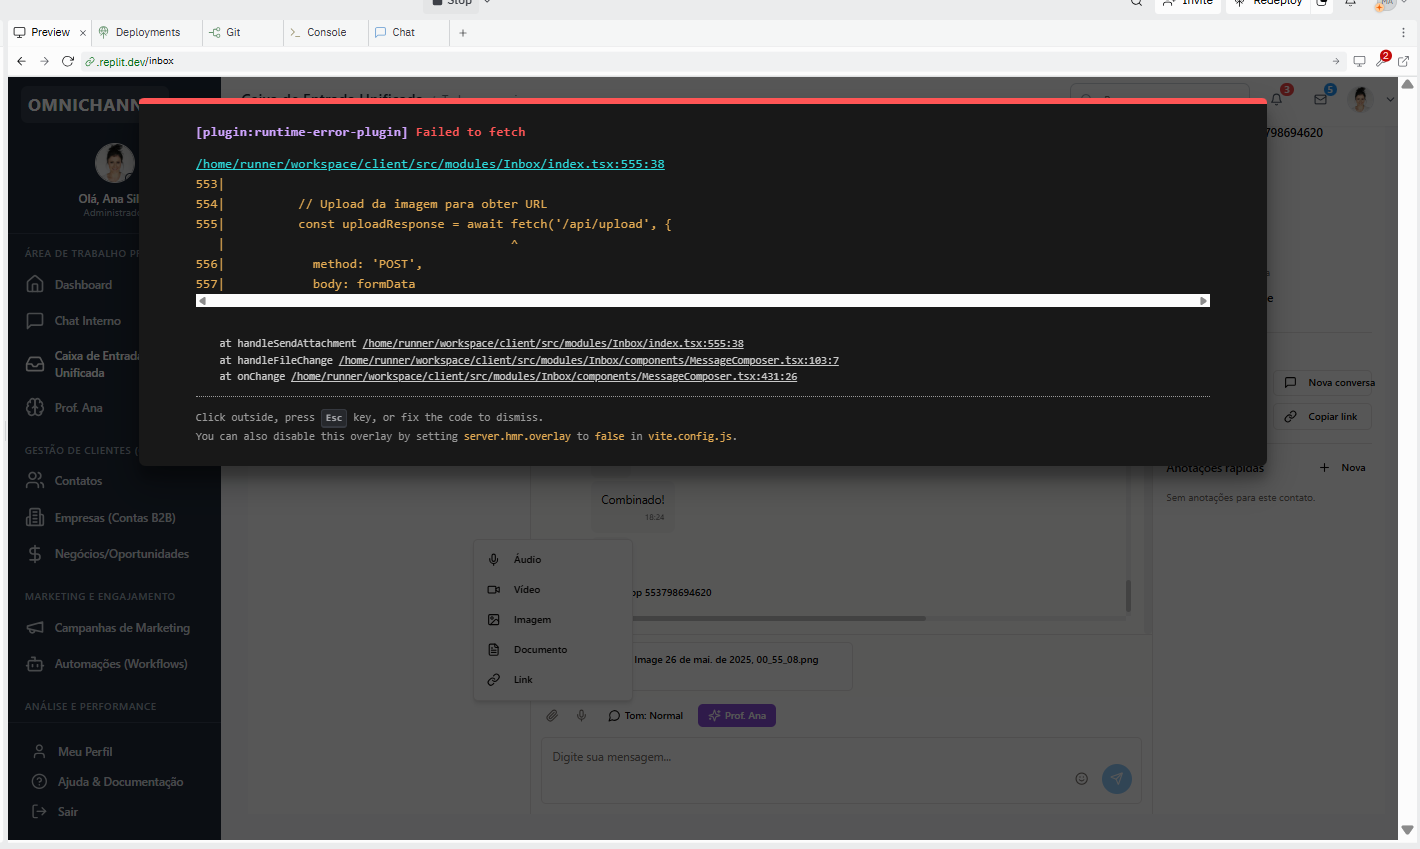 Stop
Invite
Redeploy
MA
Preview
Deployments
Git
Console
Chat
.replit.dev/inbox
2
OMNICHANN
3
5
[plugin:runtime-error-plugin] Failed to fetch
798694620
/home/runner/workspace/client/src/modules/Inbox/index.tsx:555:38
553|
554|          // Upload da imagem para obter URL
555|          const uploadResponse = await fetch('/api/upload', {
|                                       ^
556|            method: 'POST',
557|            body: formData
Olá, Ana Sil
Administrad
ÁREA DE TRABALHO PR
Dashboard
Chat Interno
Caixa de Entrada
Unificada
Prof. Ana
GESTÃO DE CLIENTES (
Contatos
Empresas (Contas B2B)
Negócios/Oportunidades
MARKETING E ENGAJAMENTO
Campanhas de Marketing
Automações (Workflows)
ANÁLISE E PERFORMANCE
Meu Perfil
Ajuda & Documentação
Sair
at handleSendAttachment /home/runner/workspace/client/src/modules/Inbox/index.tsx:555:38
at handleFileChange /home/runner/workspace/client/src/modules/Inbox/components/MessageComposer.tsx:103:7
at onChange /home/runner/workspace/client/src/modules/Inbox/components/MessageComposer.tsx:431:26
Click outside, press Esc key, or fix the code to dismiss.
You can also disable this overlay by setting server.hmr.overlay to false in vite.config.js.
Nova conversa
Copiar link
Anotações rápidas
Nova
Sem anotações para este contato.
Combinado!
18:24
Áudio
Vídeo
Imagem
Documento
Link
op 553798694620
Image 26 de mai. de 2025, 00_55_08.png
Tom: Normal
Prof. Ana
Digite sua mensagem...